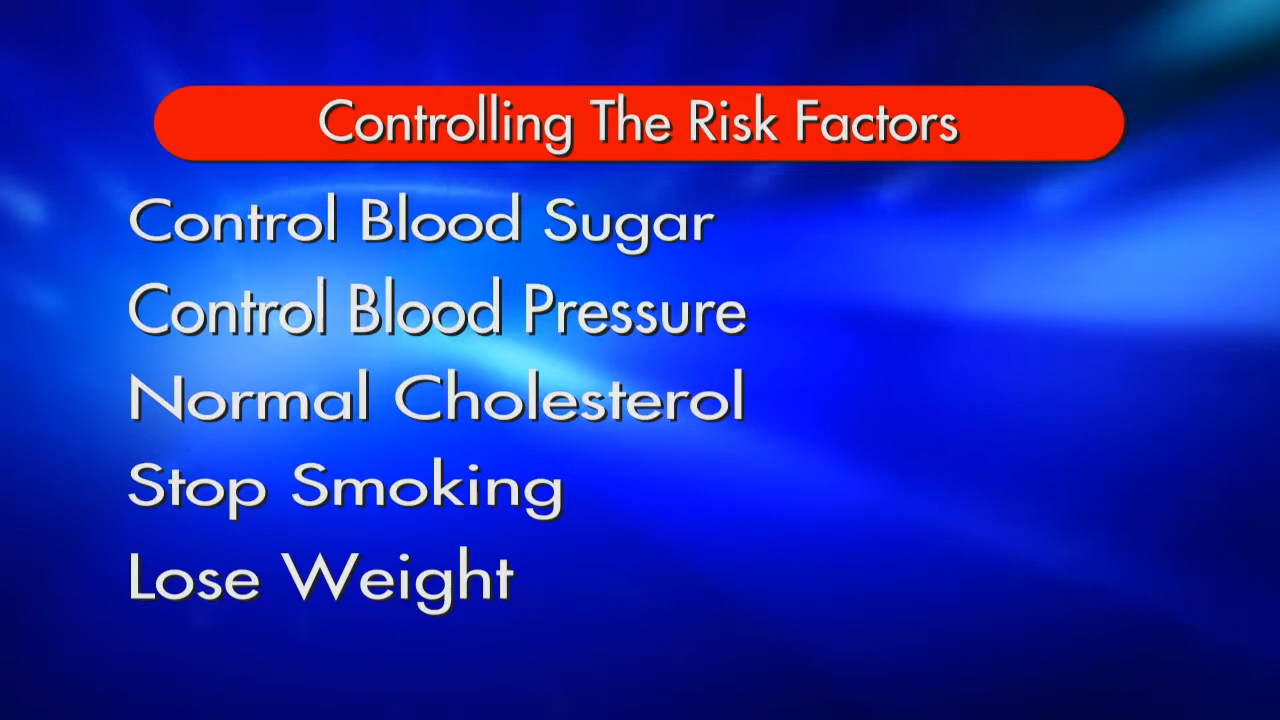 Controlling The Risk Factors
Control Blood Sugar
Control Blood Pressure
Normal Cholesterol
Stop Smoking
Lose Weight